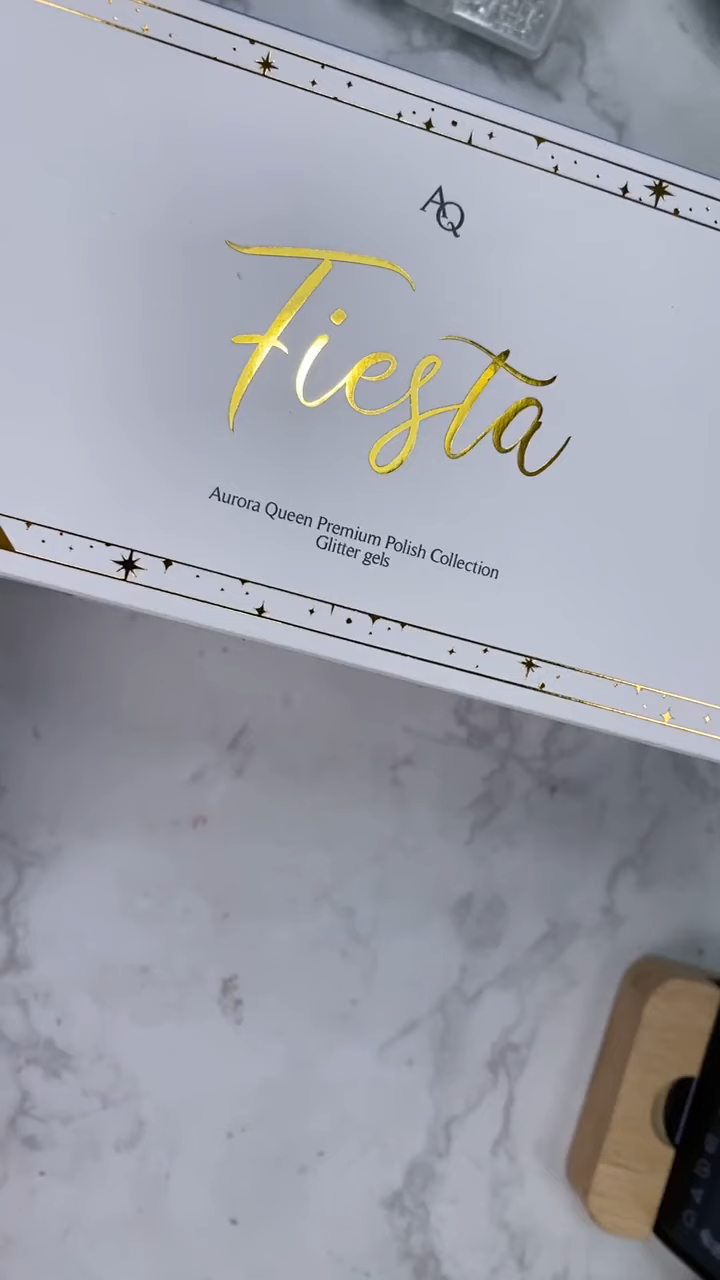 AQ
Fiesta
Aurora Queen Premium Polish Collection
Glitter gels